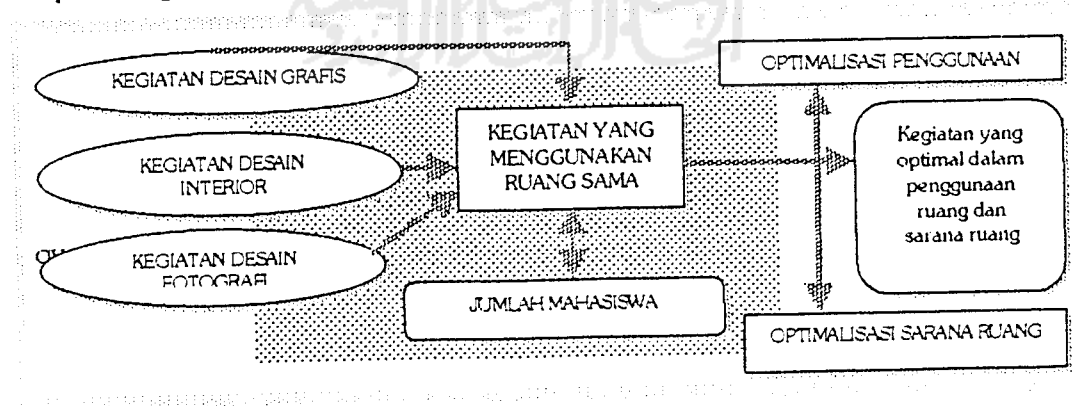 KEGIATAN DESAIN GRAFIS
KEGIATAN DESAIN
INTERIOR
KEGIATAN DESAIN
FOTOGRAFI
KEGIATAN YANG
MENGGUNAKAN
RUANG SAMA
JUMLAH MAHASISWA
OPTIMALISASI PENGGUNAAN
Kegiatan yang
optimal dalam
penggunaan
ruang dan
sarana ruang
OPTIMALISASI SARANA RUANG